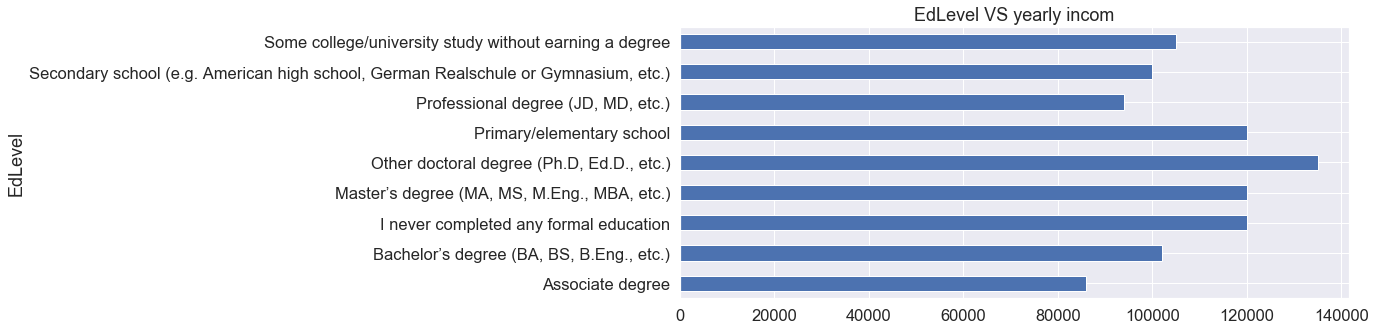 EdLevel VS yearly incom
Some college/university study without earning a degree
Secondary school (e.g. American high school, German Realschule or Gymnasium, etc.)
Professional degree (JD, MD, etc.)
Primary/elementary school
Other doctoral degree (Ph.D, Ed.D., etc.)
Master’s degree (MA, MS, M.Eng., MBA, etc.)
I never completed any formal education
Bachelor’s degree (BA, BS, B.Eng., etc.)
Associate degree
EdLevel
0 20000 40000 60000 80000 100000 120000 140000